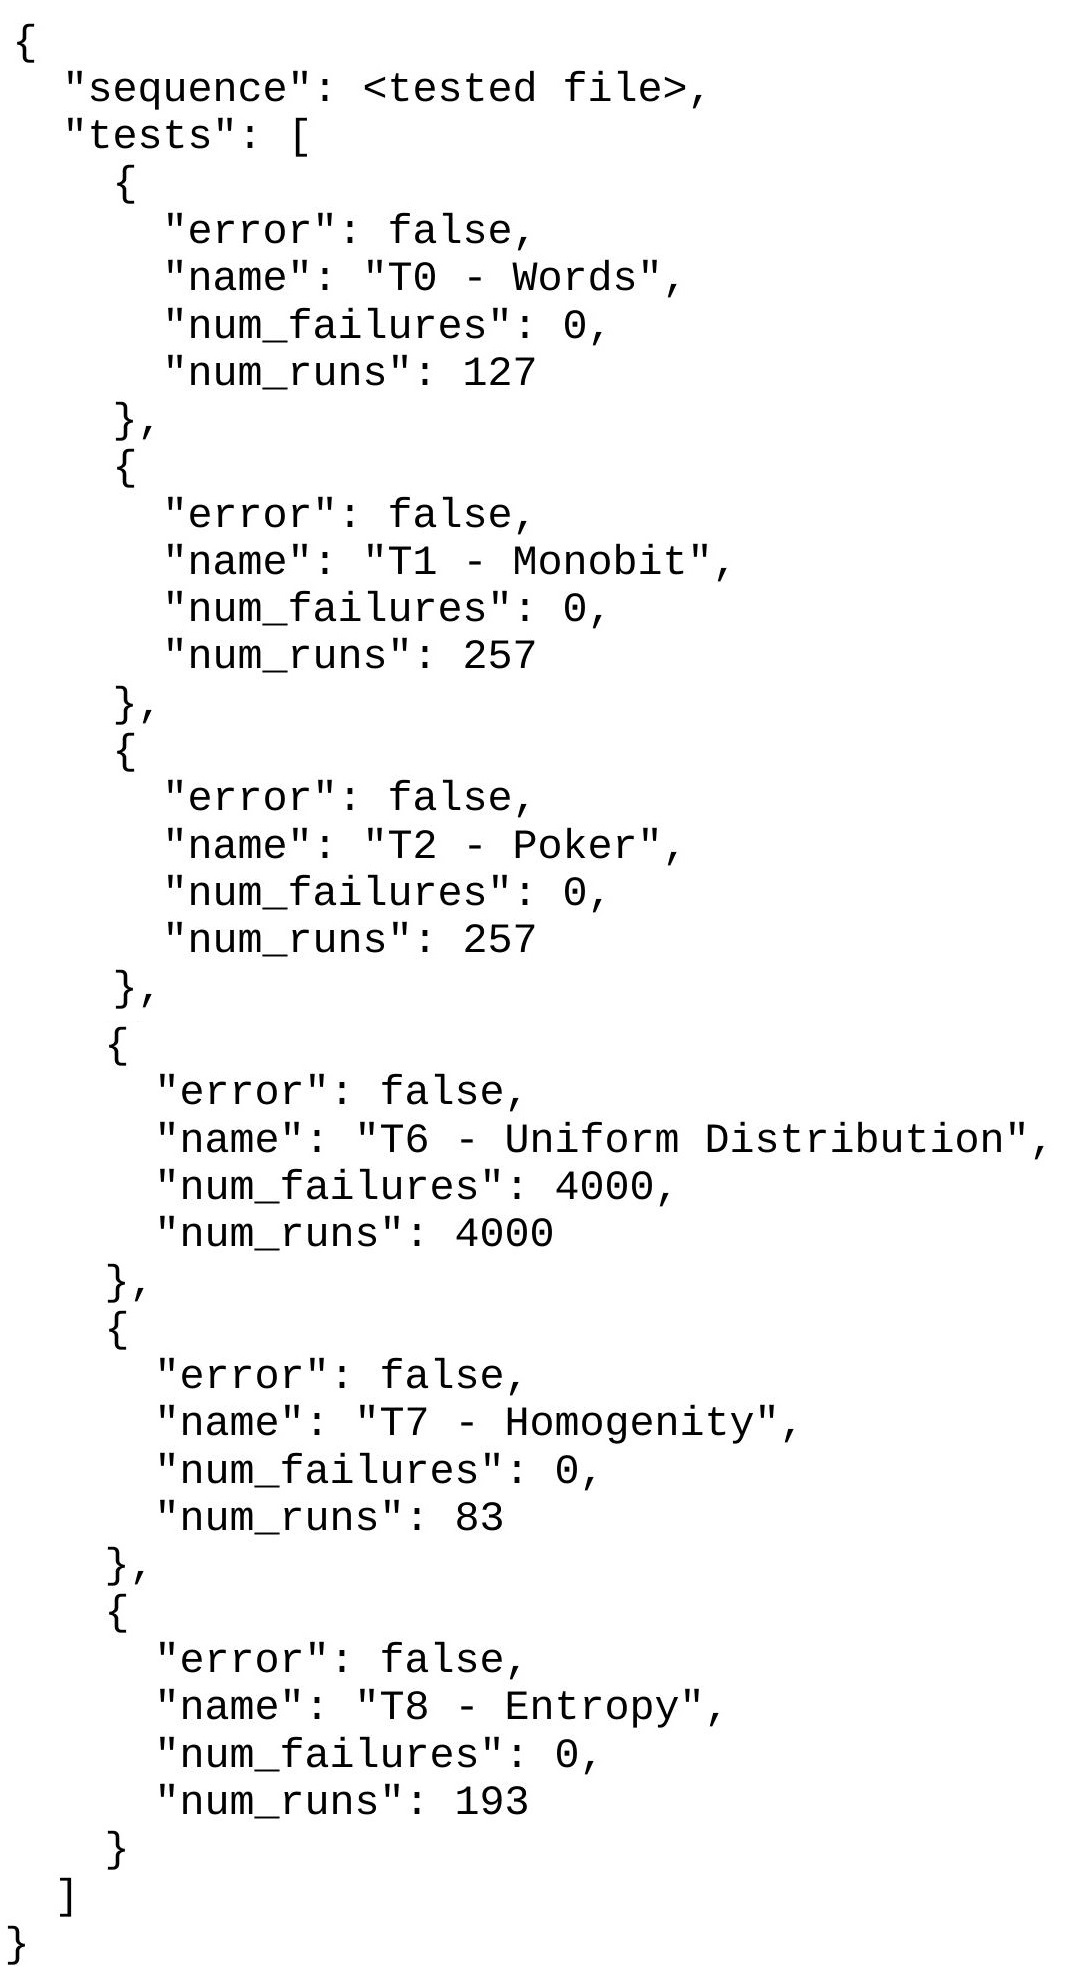 {
  "sequence": <tested file>,
  "tests": [
    {
      "error": false,
      "name": "T0 - Words",
      "num_failures": 0,
      "num_runs": 127
    },
    {
      "error": false,
      "name": "T1 - Monobit",
      "num_failures": 0,
      "num_runs": 257
    },
    {
      "error": false,
      "name": "T2 - Poker",
      "num_failures": 0,
      "num_runs": 257
    },
    {
      "error": false,
      "name": "T6 - Uniform Distribution",
      "num_failures": 4000,
      "num_runs": 4000
    },
    {
      "error": false,
      "name": "T7 - Homogenity",
      "num_failures": 0,
      "num_runs": 83
    },
    {
      "error": false,
      "name": "T8 - Entropy",
      "num_failures": 0,
      "num_runs": 193
    }
  ]
}